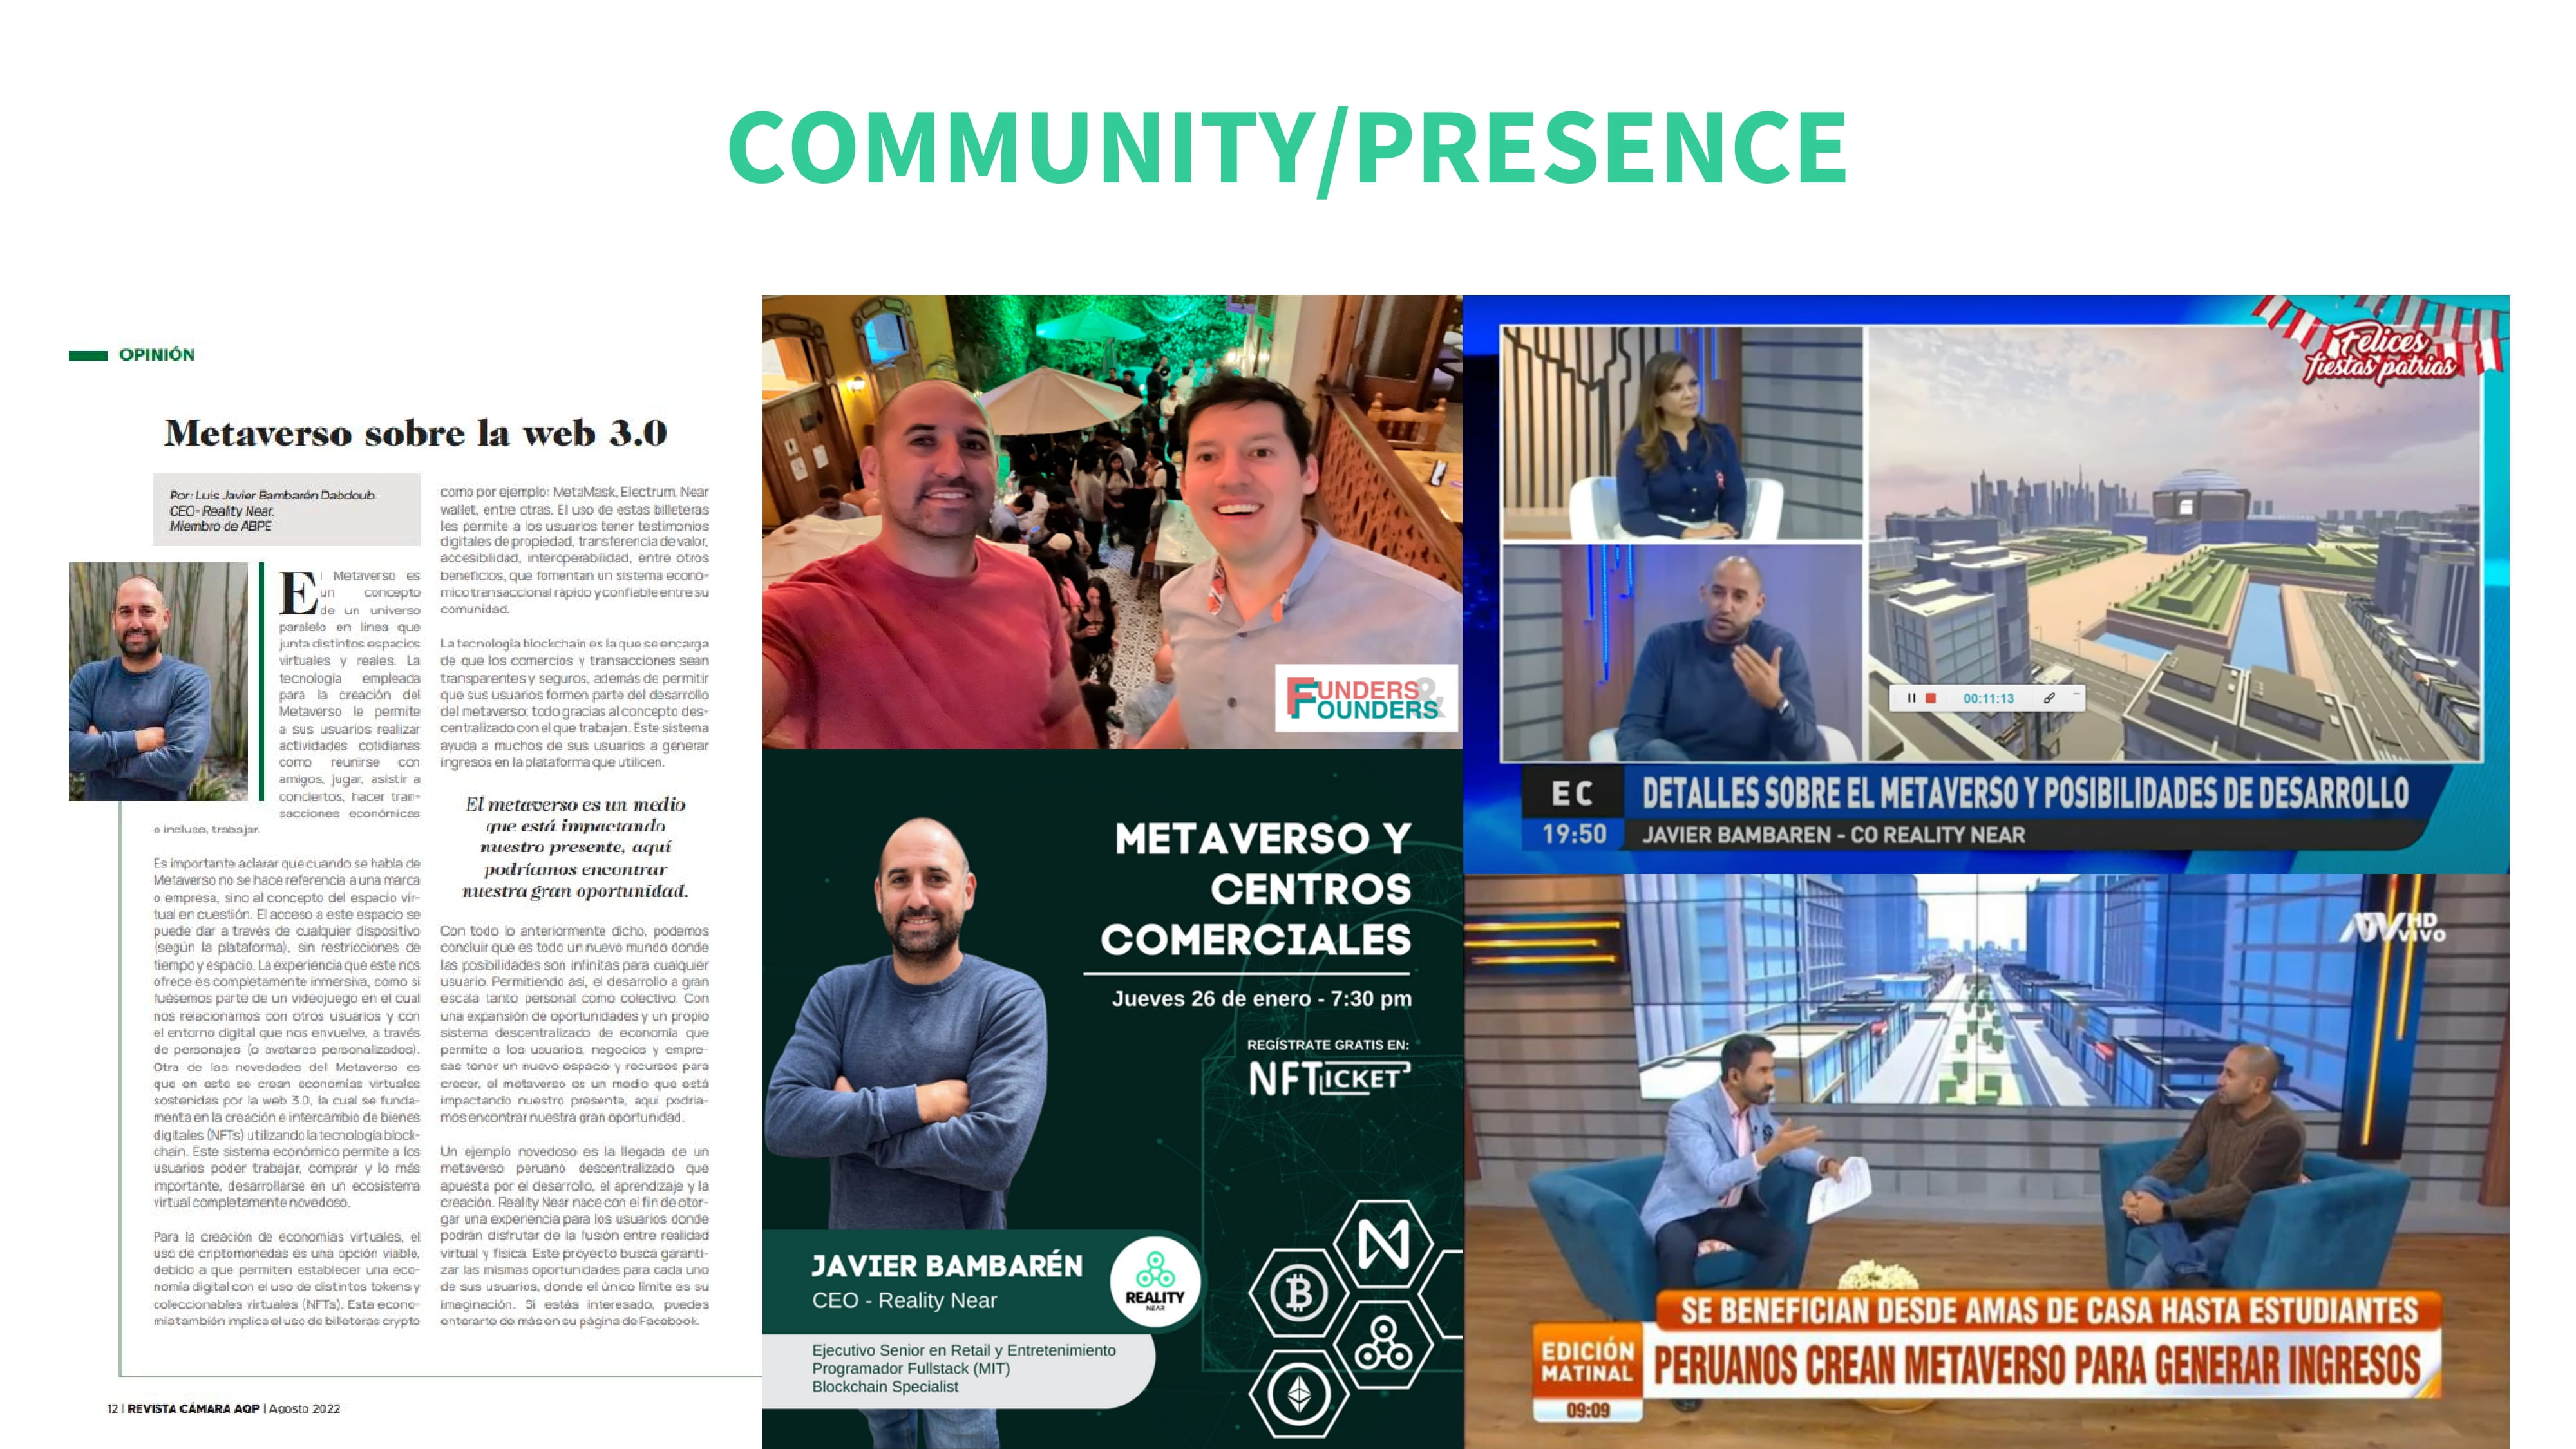 COMMUNITY/PRESENCE
OPINIÓN
Metaverso sobre la web 3.0
Por: Luis Javier Bambarén Dabdoub.
CEO- Reality Near.
Miembro de ABPE
El Metaverso es
un concepto
de un universo
paralelo en línea que
junta distintos espacios
virtuales y reales. La
tecnología empleada
para la creación del
Metaverso le permite
a sus usuarios realizar
actividades cotidianas
como reunirse con
amigos, jugar, asistir a
conciertos, hacer tran-
sacciones económicas
o incluso, trabajar.
Es importante aclarar que cuando se habla de
Metaverso no se hace referencia a una marca
o empresa, sino al concepto del espacio vir-
tual en cuestión. El acceso a este espacio se
puede dar a través de cualquier dispositivo
(según la plataforma), sin restricciones de
tiempo y espacio. La experiencia que este nos
ofrece es completamente inmersiva, como si
fuésemos parte de un videojuego en el cual
nos relacionamos con otros usuarios y con
el entorno digital que nos envuelve, a través
de personajes (o avatares personalizados).
Otra de las novedades del Metaverso es
que en este se crean economías virtuales
sostenidas por la web 3.0, la cual se funda-
menta en la creación e intercambio de bienes
digitales (NFTs) utilizando la tecnología block-
chain. Este sistema económico permite a los
usuarios poder trabajar, comprar y lo más
importante, desarrollarse en un ecosistema
virtual completamente novedoso.
Para la creación de economías virtuales, el
uso de criptomonedas es una opción viable,
debido a que permiten establecer una eco-
nomía digital con el uso de distintos tokens y
coleccionables virtuales (NFTs). Esta econo-
mía también implica el uso de billeteras crypto
como por ejemplo: MetaMask, Electrum, Near
wallet, entre otras. El uso de estas billeteras
les permite a los usuarios tener testimonios
digitales de propiedad, transferencia de valor,
accesibilidad, interoperabilidad, entre otros
beneficios, que fomentan un sistema econó-
mico transaccional rápido y confiable entre su
comunidad.
La tecnología blockchain es la que se encarga
de que los comercios y transacciones sean
transparentes y seguros, además de permitir
que sus usuarios formen parte del desarrollo
del metaverso; todo gracias al concepto des-
centralizado con el que trabajan. Este sistema
ayuda a muchos de sus usuarios a generar
ingresos en la plataforma que utilicen.
El metaverso es un medio
que está impactando
nuestro presente, aquí
podríamos encontrar
nuestra gran oportunidad.
Con todo lo anteriormente dicho, podemos
concluir que es todo un nuevo mundo donde
las posibilidades son infinitas para cualquier
usuario. Permitiendo así, el desarrollo a gran
escala tanto personal como colectivo. Con
una expansión de oportunidades y un propio
sistema descentralizado de economía que
permite a los usuarios, negocios y empre-
sas tener un nuevo espacio y recursos para
crecer, el metaverso es un medio que está
impactando nuestro presente, aquí podría-
mos encontrar nuestra gran oportunidad.
Un ejemplo novedoso es la llegada de un
metaverso peruano descentralizado que
apuesta por el desarrollo, el aprendizaje y la
creación. Reality Near nace con el fin de otor-
gar una experiencia para los usuarios donde
podrán disfrutar de la fusión entre realidad
virtual y física. Este proyecto busca garanti-
zar las mismas oportunidades para cada uno
de sus usuarios, donde el único límite es su
imaginación. Si estás interesado, puedes
enterarte de más en su página de Facebook.
12 | REVISTA CÁMARA AQP | Agosto 2022
FUNDERS &
FOUNDERS
METAVERSO Y
CENTROS
COMERCIALES
Jueves 26 de enero - 7:30 pm
REGÍSTRATE GRATIS EN:
NFTICKET
JAVIER BAMBARÉN
CEO - Reality Near
REALITY
NEAR
Ejecutivo Senior en Retail y Entretenimiento
Programador Fullstack (MIT)
Blockchain Specialist
Felices
fiestas patrias
00:11:13
EC
DETALLES SOBRE EL METAVERSO Y POSIBILIDADES DE DESARROLLO
19:50
JAVIER BAMBAREN - CO REALITY NEAR
ATV HD
VIVO
SE BENEFICIAN DESDE AMAS DE CASA HASTA ESTUDIANTES
EDICIÓN
MATINAL
PERUANOS CREAN METAVERSO PARA GENERAR INGRESOS
09:09